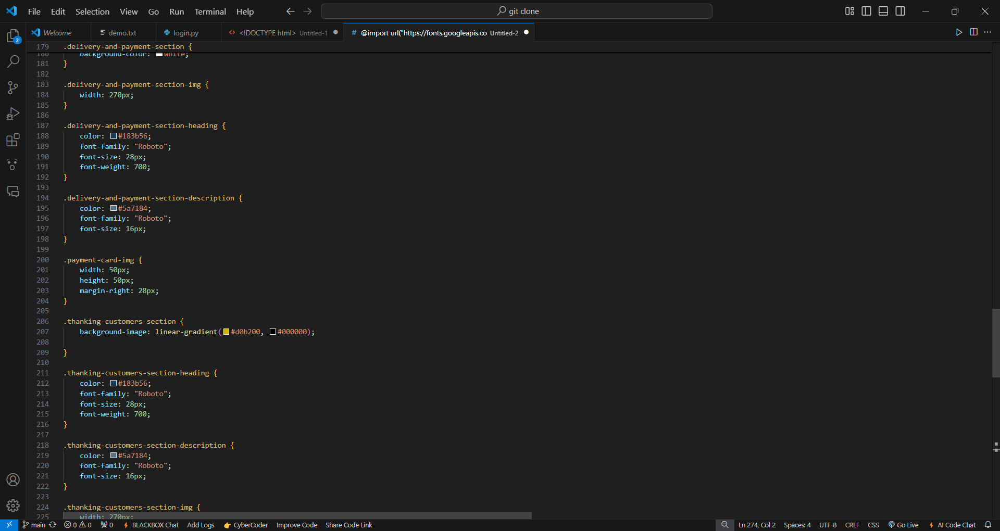 File Edit Selection View Go Run Terminal Help git clone
Welcome demo.txt login.py <!DOCTYPE html> Untitled-1 @import url("https://fonts.googleapis.co Untitled-2
2
179 .delivery-and-payment-section {
180 background-color: white;
181 }
182
183 .delivery-and-payment-section-img {
184 width: 270px;
185 }
186
187 .delivery-and-payment-section-heading {
188 color: #183b56;
189 font-family: "Roboto";
190 font-size: 28px;
191 font-weight: 700;
192 }
193
194 .delivery-and-payment-section-description {
195 color: #5a7184;
196 font-family: "Roboto";
197 font-size: 16px;
198 }
199
200 .payment-card-img {
201 width: 50px;
202 height: 50px;
203 margin-right: 28px;
204 }
205
206 .thanking-customers-section {
207 background-image: linear-gradient(#d0b200, #000000);
208
209 }
210
211 .thanking-customers-section-heading {
212 color: #183b56;
213 font-family: "Roboto";
214 font-size: 28px;
215 font-weight: 700;
216 }
217
218 .thanking-customers-section-description {
219 color: #5a7184;
220 font-family: "Roboto";
221 font-size: 16px;
222 }
223
224 .thanking-customers-section-img {
225 width: 270px;
main 0 0 0 BLACKBOX Chat Add Logs CyberCoder Improve Code Share Code Link Ln 274, Col 2 Spaces: 4 UTF-8 CRLF CSS Go Live AI Code Chat